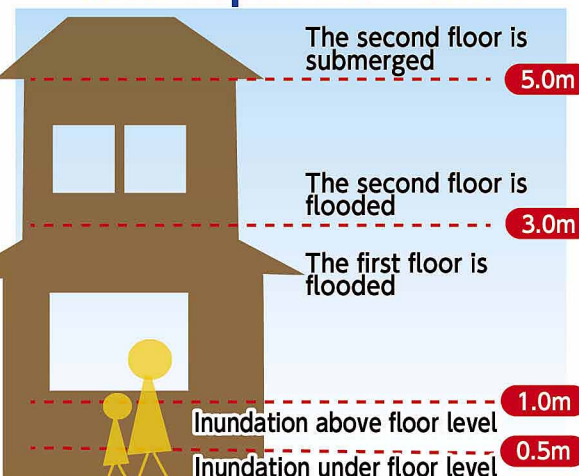 The second floor is
submerged
5.0m
The second floor is
flooded
3.0m
The first floor is
flooded
1.0m
Inundation above floor level
0.5m
Inundation under floor level